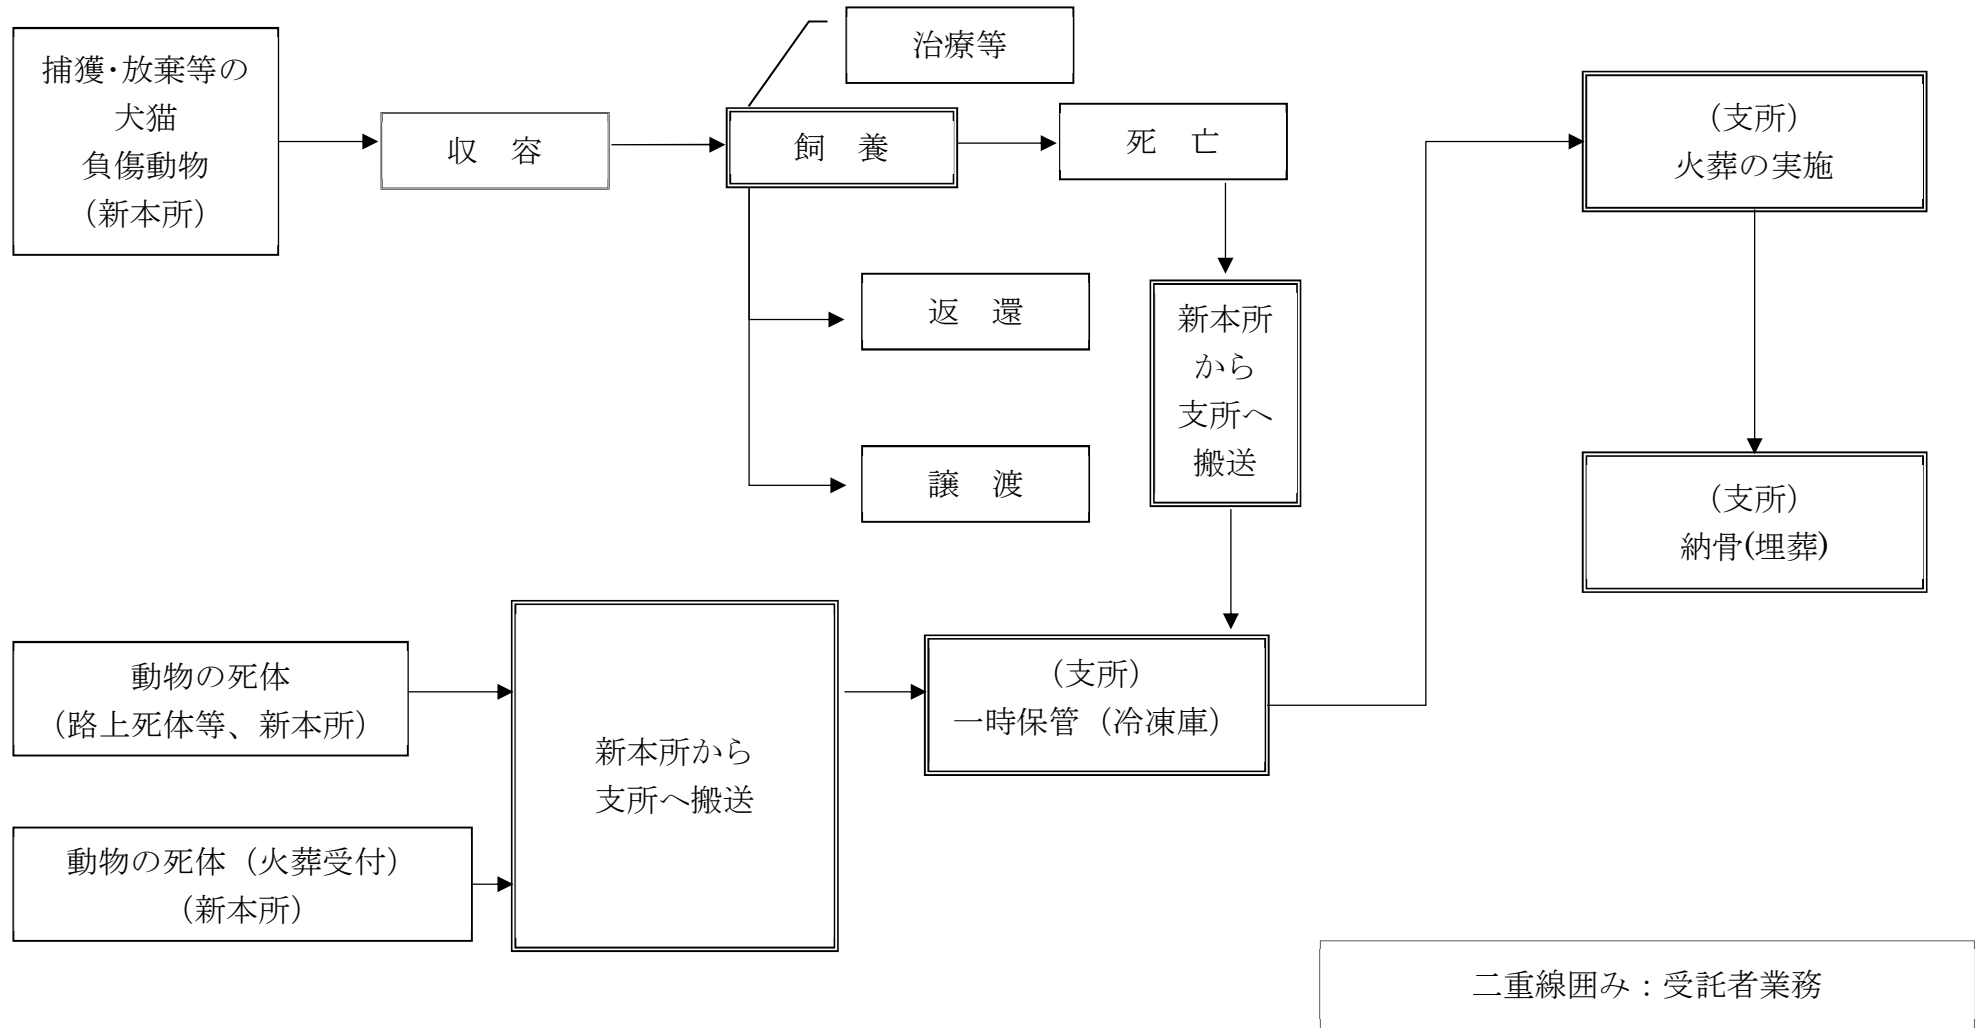 捕獲・放棄等の
犬猫
負傷動物
（新本所）
収　容
治療等
飼　養
死　亡
返　還
譲　渡
新本所
から
支所へ
搬送
（支所）
火葬の実施
（支所）
納骨(埋葬)
動物の死体
（路上死体等、新本所）
動物の死体（火葬受付）
（新本所）
新本所から
支所へ搬送
（支所）
一時保管（冷凍庫）
二重線囲み：受託者業務